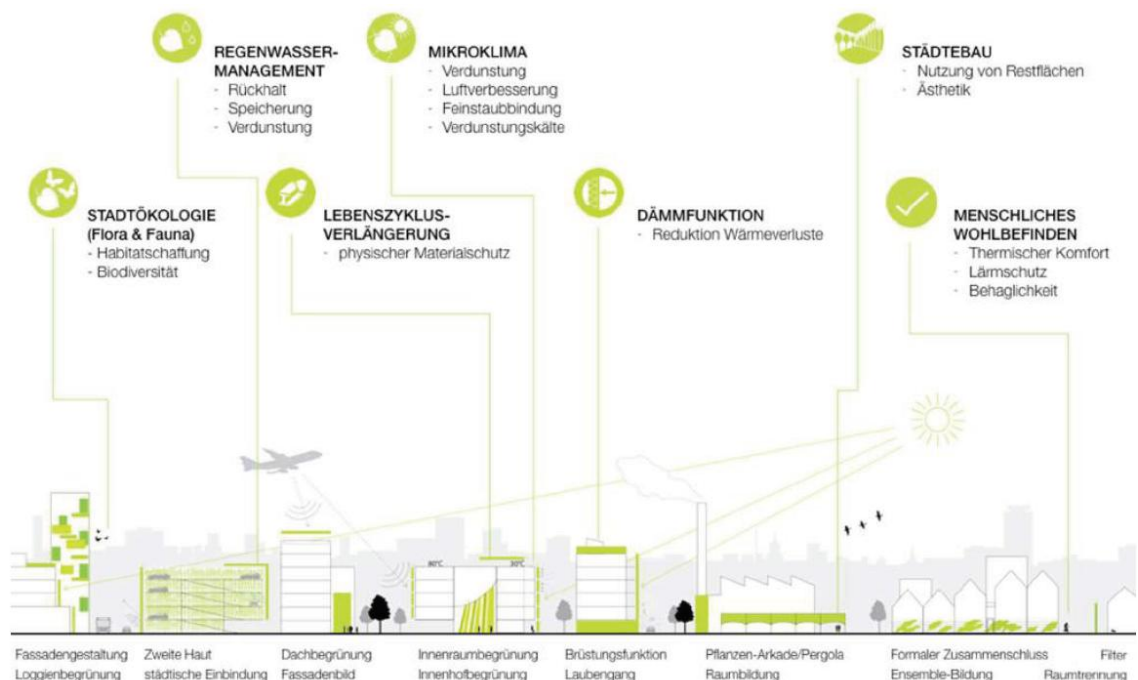 REGENWASSER-
MANAGEMENT
- Rückhalt
- Speicherung
- Verdunstung
MIKROKLIMA
- Verdunstung
- Luftverbesserung
- Feinstaubbindung
- Verdunstungskälte
STÄDTEBAU
- Nutzung von Restflächen
- Ästhetik
STADTÖKOLOGIE
(Flora & Fauna)
- Habitatschaffung
- Biodiversität
LEBENSZYKLUS-
VERLÄNGERUNG
- physischer Materialschutz
DÄMMFUNKTION
- Reduktion Wärmeverluste
MENSCHLICHES
WOHLBEFINDEN
- Thermischer Komfort
- Lärmschutz
- Behaglichkeit
80°C
30°C
Fassadengestaltung
Loggienbegrünung
Zweite Haut
städtische Einbindung
Dachbegrünung
Fassadenbild
Innenraumbegrünung
Innenhofbegrünung
Brüstungsfunktion
Laubengang
Pflanzen-Arkade/Pergola
Raumbildung
Formaler Zusammenschluss
Ensemble-Bildung
Filter
Raumtrennung